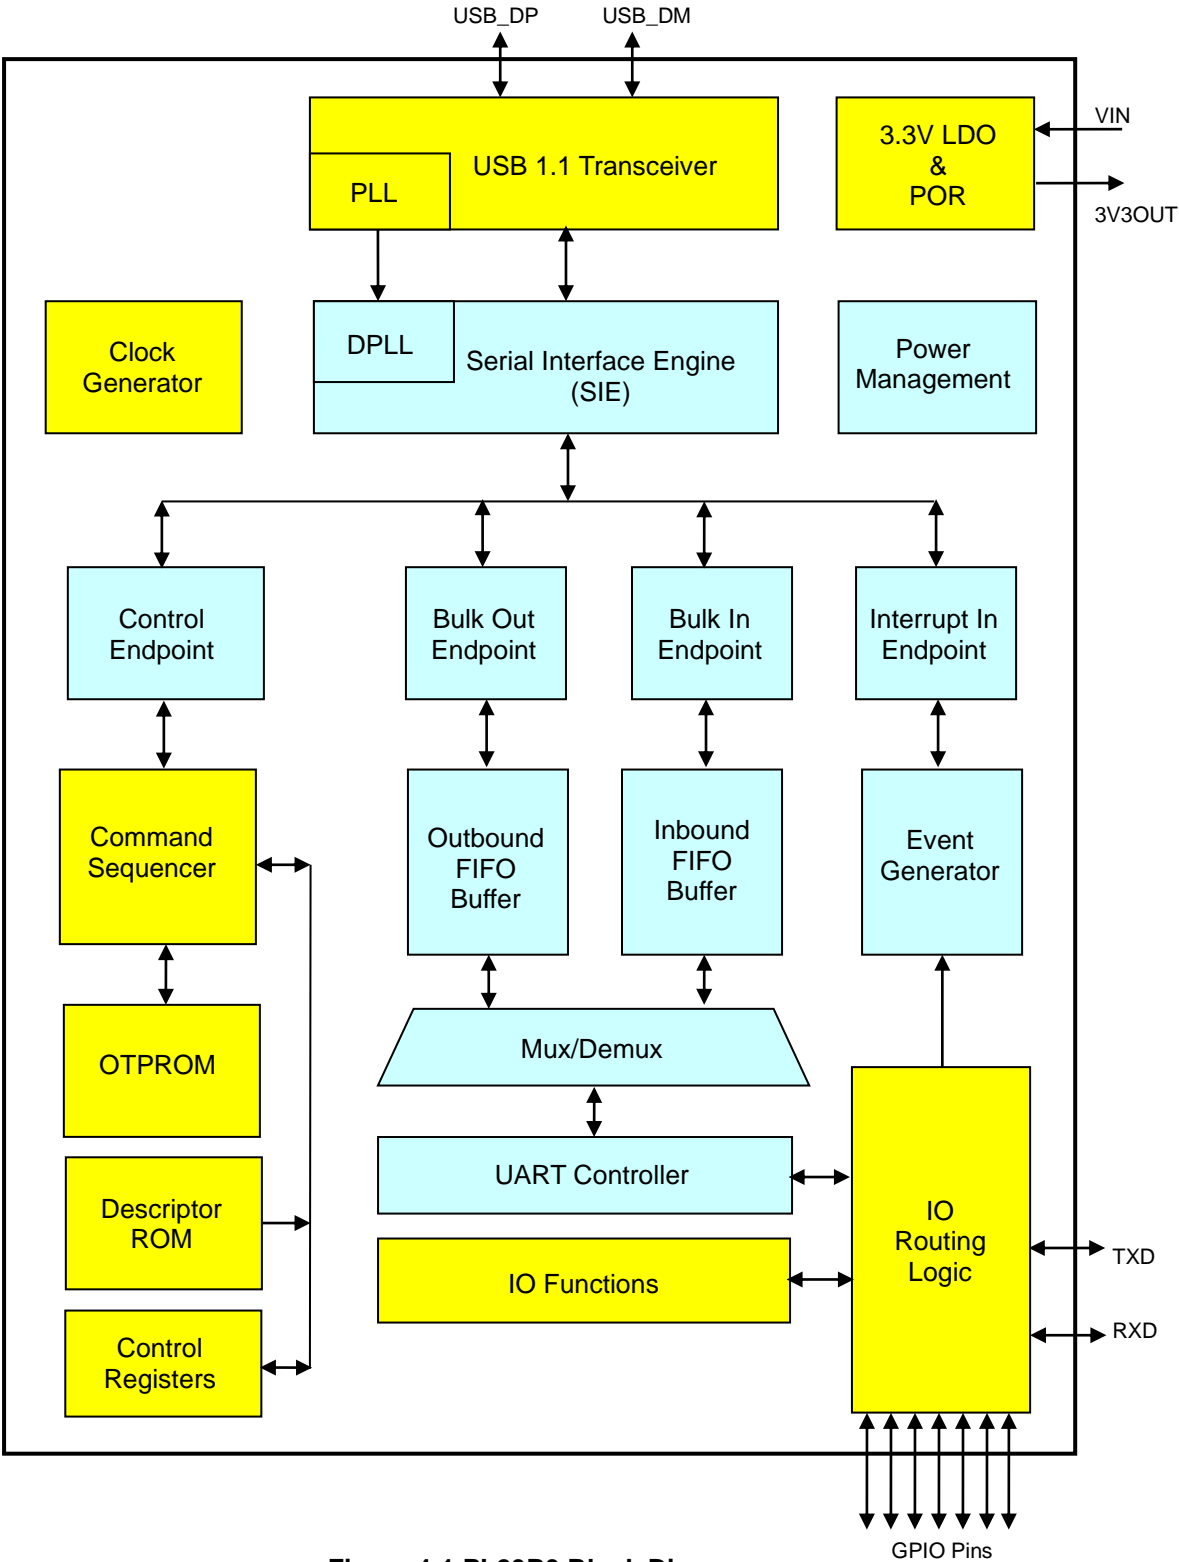 USB_DP
USB_DM
VIN
3V3OUT
3.3V LDO
&
POR
USB 1.1 Transceiver
PLL
Clock
Generator
DPLL
Serial Interface Engine
(SIE)
Power
Management
Control
Endpoint
Bulk Out
Endpoint
Bulk In
Endpoint
Interrupt In
Endpoint
Command
Sequencer
Outbound
FIFO
Buffer
Inbound
FIFO
Buffer
Event
Generator
OTPROM
Mux/Demux
Descriptor
ROM
UART Controller
IO
Routing
Logic
TXD
IO Functions
RXD
Control
Registers
GPIO Pins